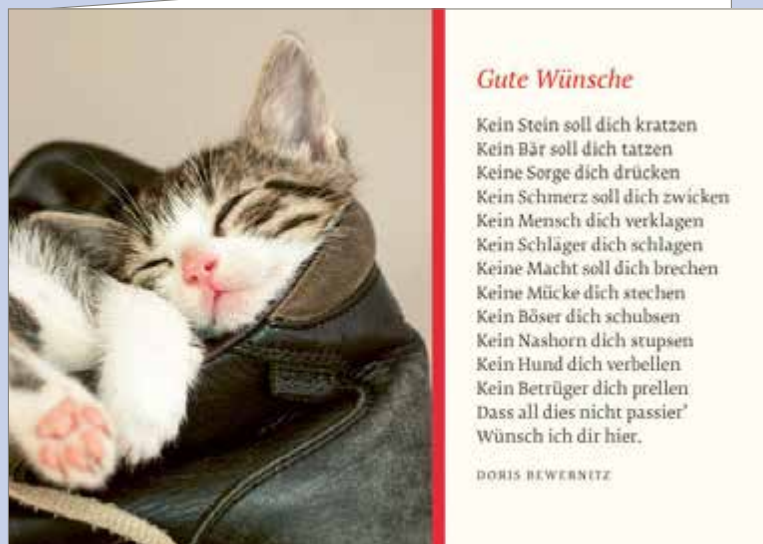 Gute Wünsche
Kein Stein soll dich kratzen
Kein Bär soll dich tatzen
Keine Sorge dich drücken
Kein Schmerz soll dich zwicken
Kein Mensch dich verklagen
Kein Schläger dich schlagen
Keine Macht soll dich brechen
Keine Mücke dich stechen
Kein Böser dich schubsen
Kein Nashorn dich stupsen
Kein Hund dich verbellen
Kein Betrüger dich prellen
Dass all dies nicht passier’
Wünsch ich dir hier.
DORIS BEWERNITZ